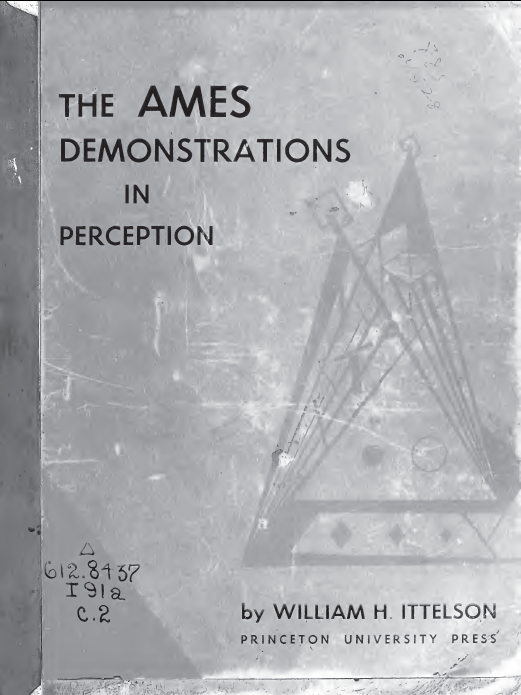 THE AMES
DEMONSTRATIONS
IN
PERCEPTION
612.8437
I91a
c.2
by WILLIAM H. ITTELSON
PRINCETON UNIVERSITY PRESS